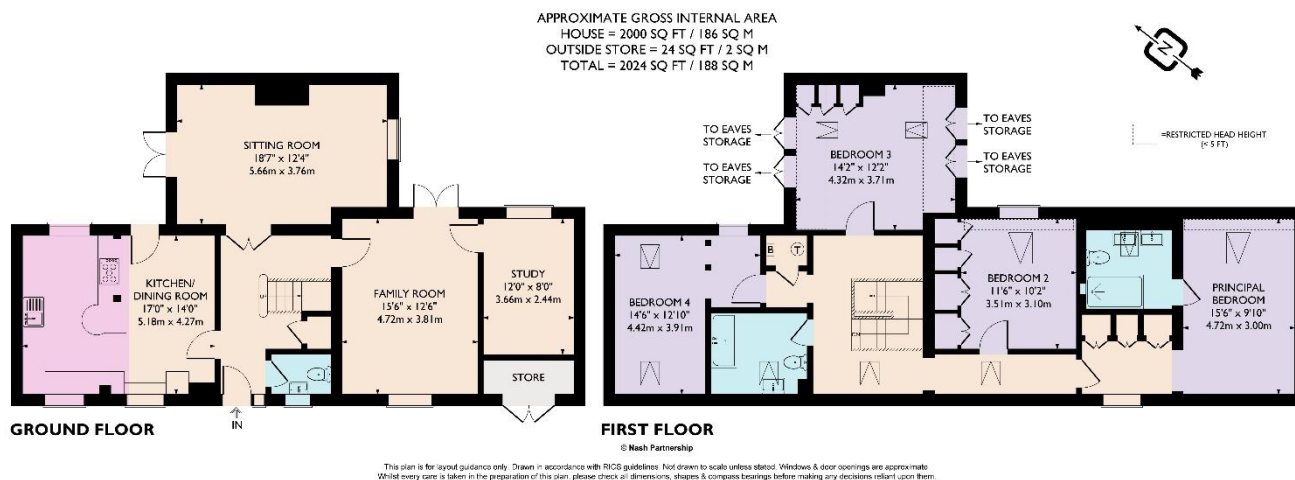 APPROXIMATE GROSS INTERNAL AREA
HOUSE = 2000 SQ FT / 186 SQ M
OUTSIDE STORE = 24 SQ FT / 2 SQ M
TOTAL = 2024 SQ FT / 188 SQ M
N
=RESTRICTED HEAD HEIGHT
(< 5 FT)
SITTING ROOM
18'7" x 12'4"
5.66m x 3.76m
KITCHEN/
DINING ROOM
17'0" x 14'0"
5.18m x 4.27m
FAMILY ROOM
15'6" x 12'6"
4.72m x 3.81m
STUDY
12'0" x 8'0"
3.66m x 2.44m
STORE
IN
GROUND FLOOR
TO EAVES
STORAGE
TO EAVES
STORAGE
BEDROOM 3
14'2" x 12'2"
4.32m x 3.71m
TO EAVES
STORAGE
TO EAVES
STORAGE
B
T
BEDROOM 4
14'6" x 12'10"
4.42m x 3.91m
BEDROOM 2
11'6" x 10'2"
3.51m x 3.10m
PRINCIPAL
BEDROOM
15'6" x 9'10"
4.72m x 3.00m
FIRST FLOOR
© Nash Partnership
This plan is for layout guidance only. Drawn in accordance with RICS guidelines. Not drawn to scale unless stated. Windows & door openings are approximate
Whilst every care is taken in the preparation of this plan, please check all dimensions, shapes & compass bearings before making any decisions reliant upon them.